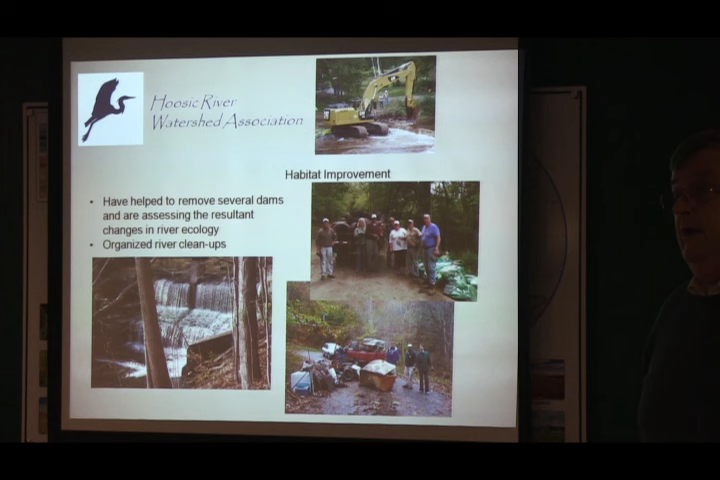 Hoosic River
Watershed Association
Habitat Improvement
• Have helped to remove several dams
and are assessing the resultant
changes in river ecology
• Organized river clean-ups